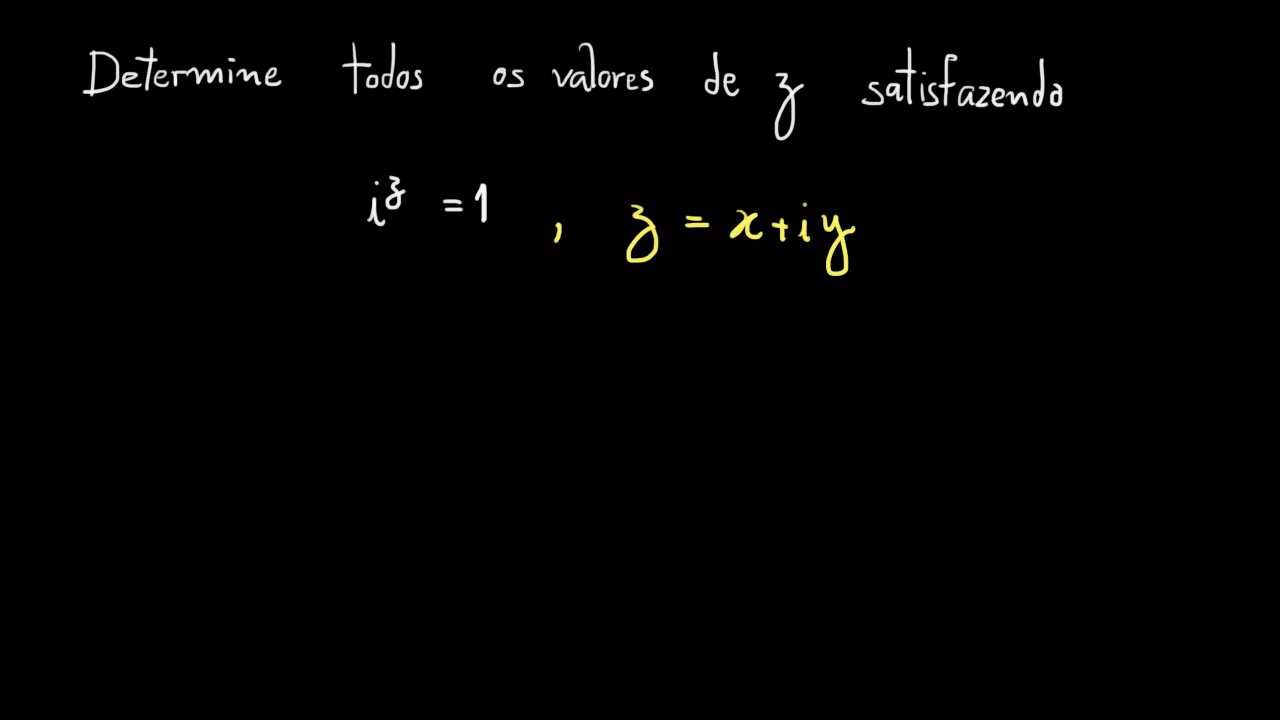 Determine todos os valores de z satisfazendo
i^z = 1 , z = x + iy